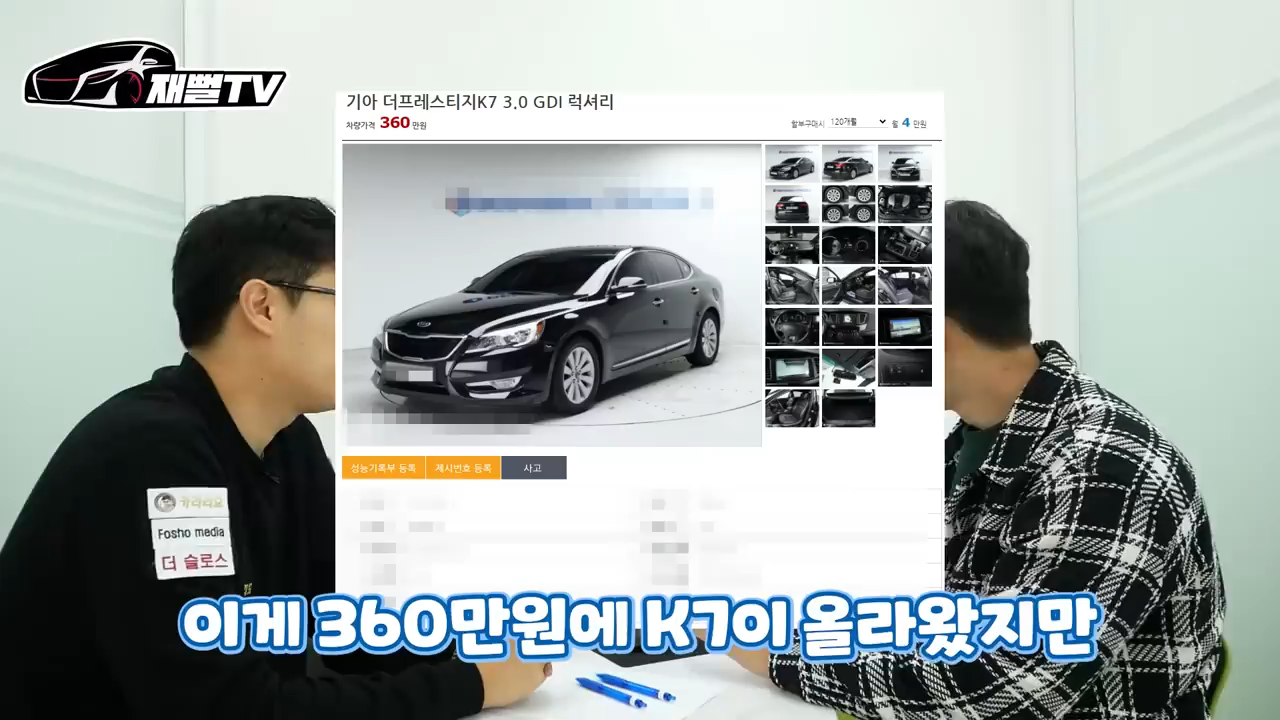 재뻘TV
기아 더프레스티지K7 3.0 GDI 럭셔리
차량가격 360 만원
할부구매시 120개월 월 4 만원
성능기록부 등록 제시번호 등록 사고
카라리요
Fosho media
더 슬로스
이게 360만원에 K7이 올라왔지만